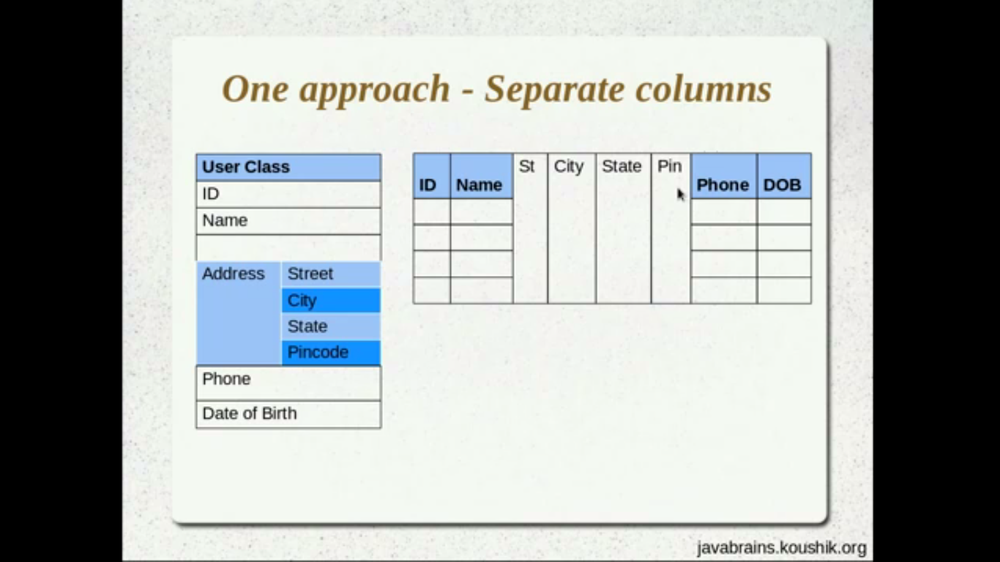 One approach - Separate columns
User Class
ID
Name
Address
Street
City
State
Pincode
Phone
Date of Birth
ID
Name
St
City
State
Pin
Phone
DOB
javabrains.koushik.org